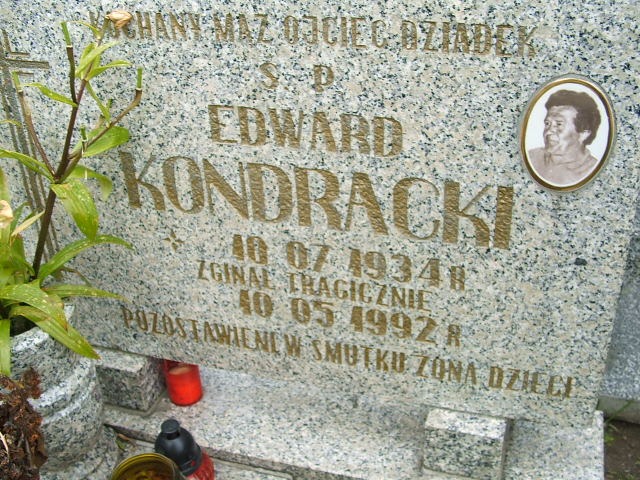 KOCHANY MĄŻ OJCIEC DZIADEK
Ś. P
EDWARD
KONDRACKI
10 07 1934 R
ZGINĄŁ TRAGICZNIE
10 05 1992 R
POZOSTAWIENI W SMUTKU ŻONA DZIECI